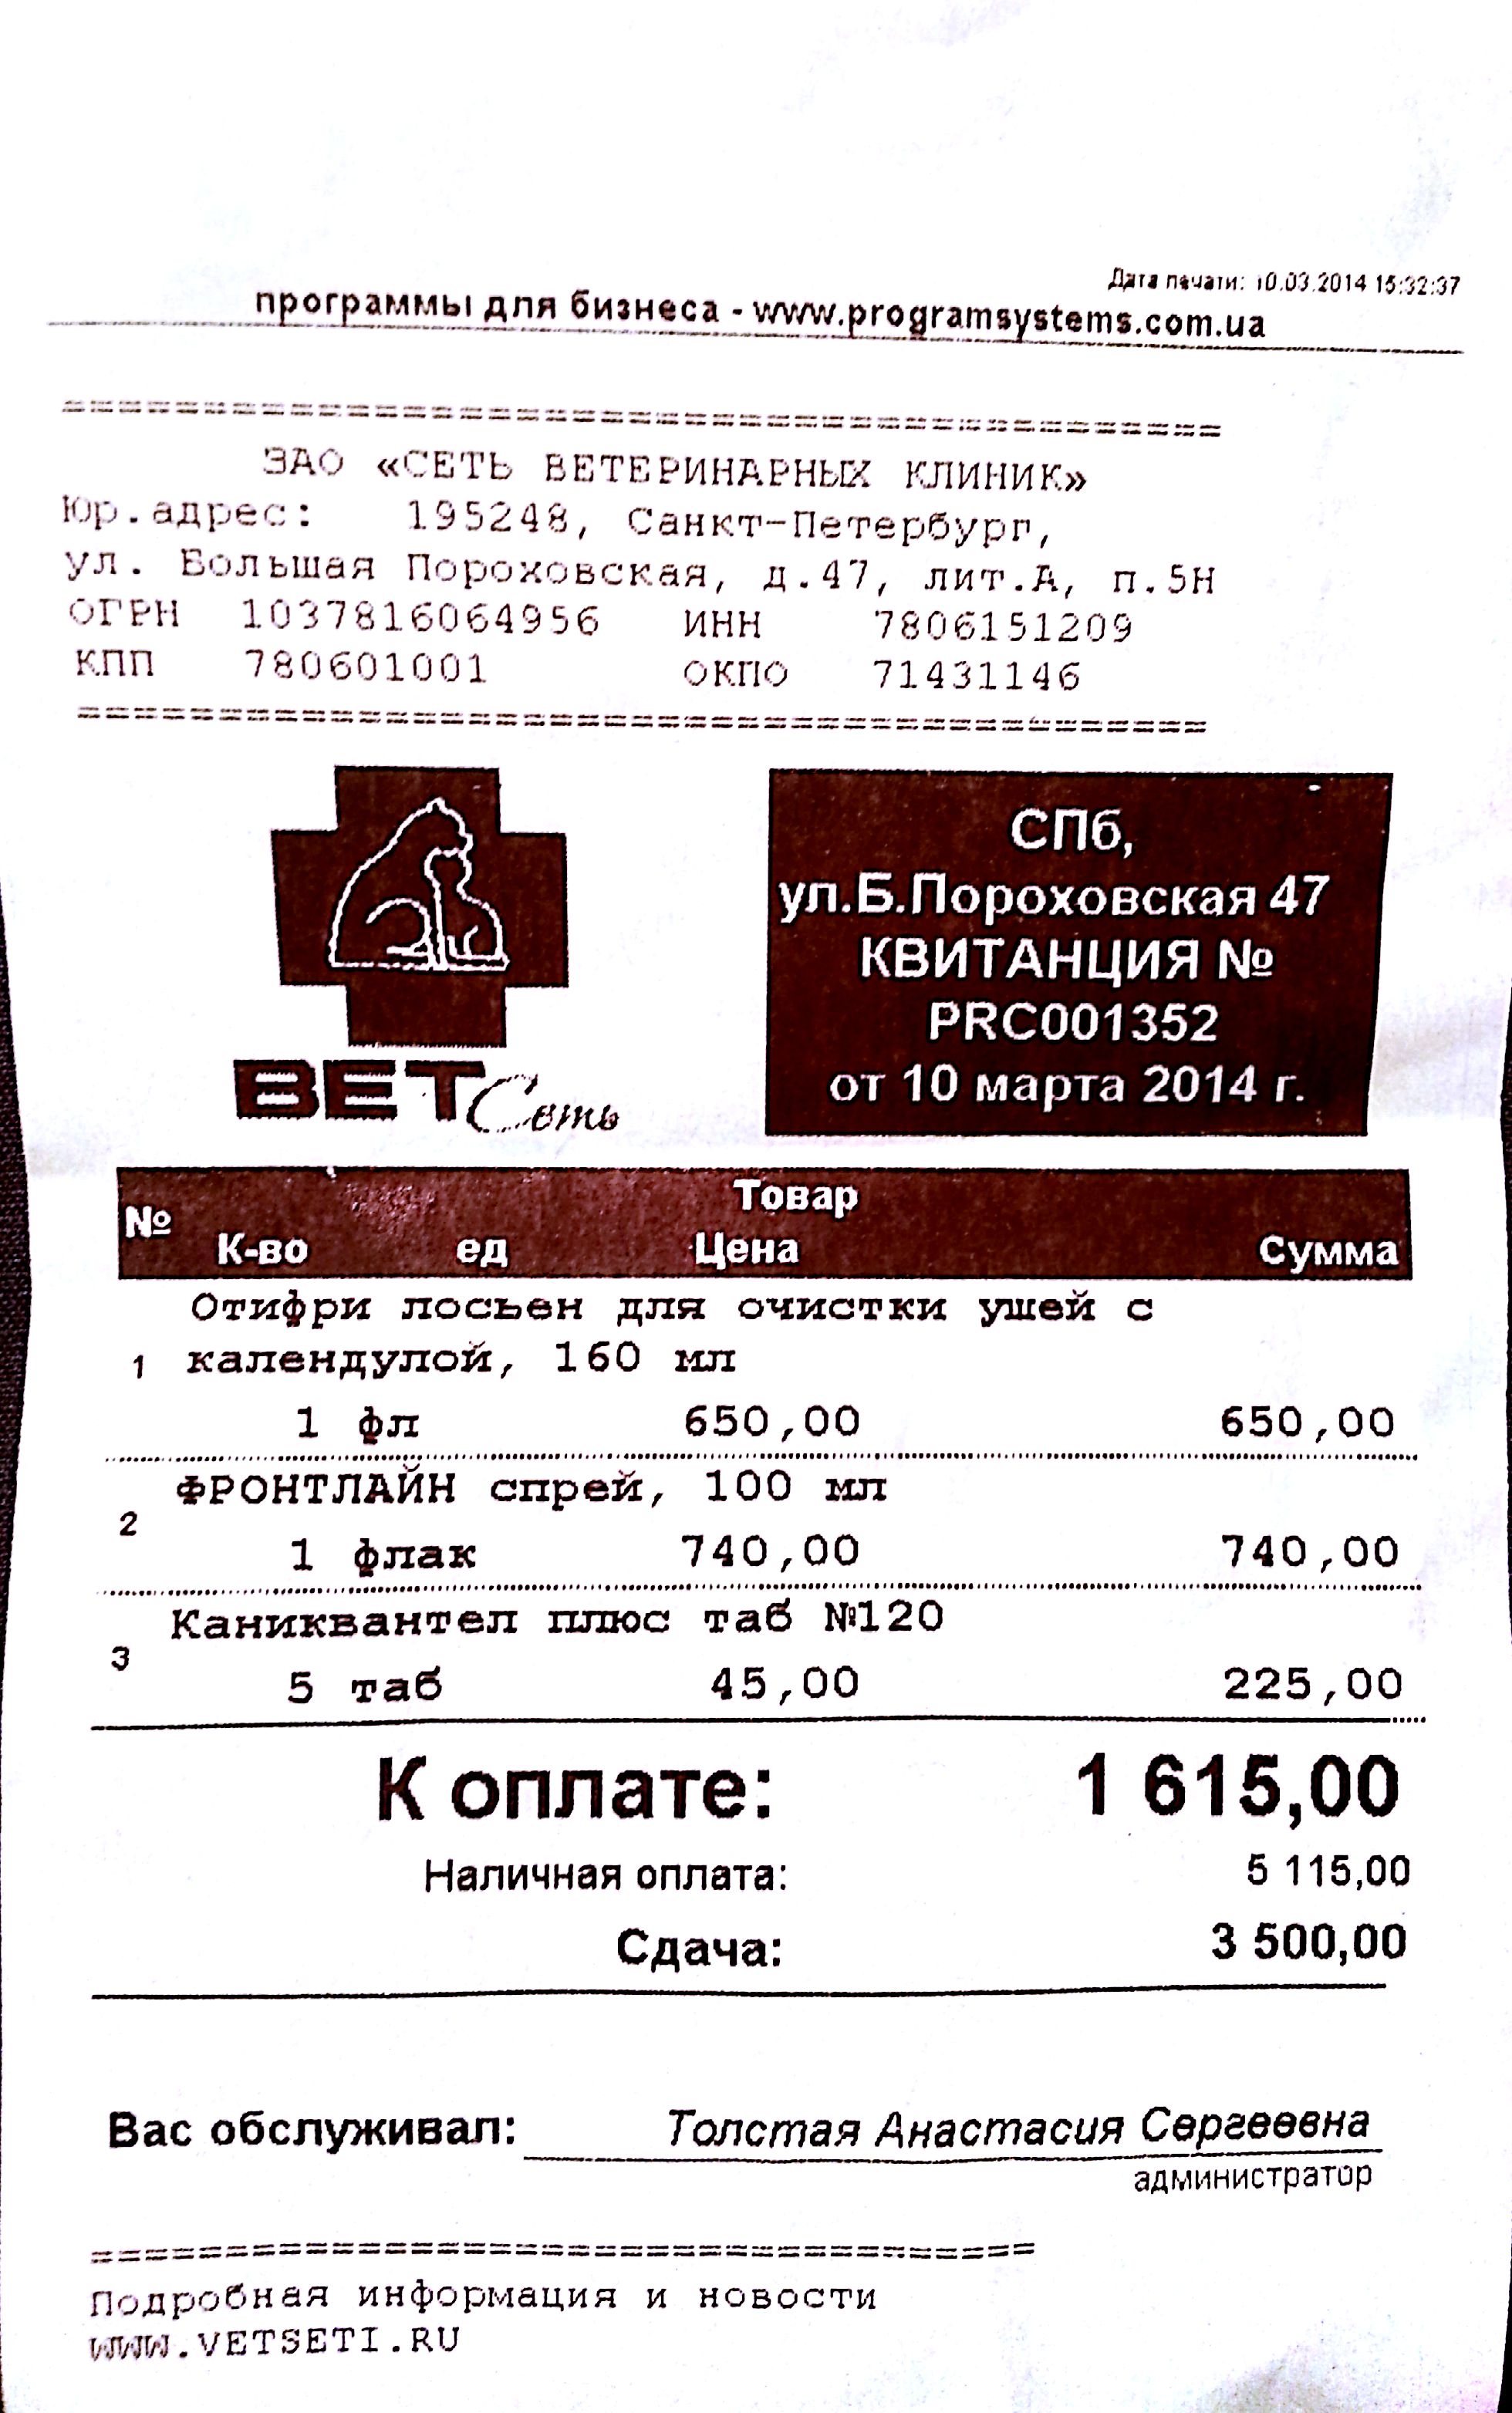 Дата печати: 10.03.2014 15:32:37
программы для бизнеса - www.programsystems.com.ua
=========================================
ЗАО «СЕТЬ ВЕТЕРИНАРНЫХ КЛИНИК»
Юр.адрес: 195248, Санкт-Петербург,
ул. Большая Пороховская, д.47, лит.А, п.5Н
ОГРН 1037816064956 ИНН 7806151209
КПП 780601001 ОКПО 71431146
=========================================
СПб,
ул.Б.Пороховская 47
КВИТАНЦИЯ №
PRC001352
от 10 марта 2014 г.
ВЕТ Сеть
№ Товар
К-во ед Цена Сумма
Отифри лосьен для очистки ушей с
1 календулой, 160 мл
1 фл 650,00 650,00
ФРОНТЛАЙН спрей, 100 мл
2
1 флак 740,00 740,00
Каниквантел плюс таб №120
3
5 таб 45,00 225,00
К оплате: 1 615,00
Наличная оплата: 5 115,00
Сдача: 3 500,00
Вас обслуживал: Толстая Анастасия Сергеевна
администратор
===================================
Подробная информация и новости
WWW.VETSETI.RU